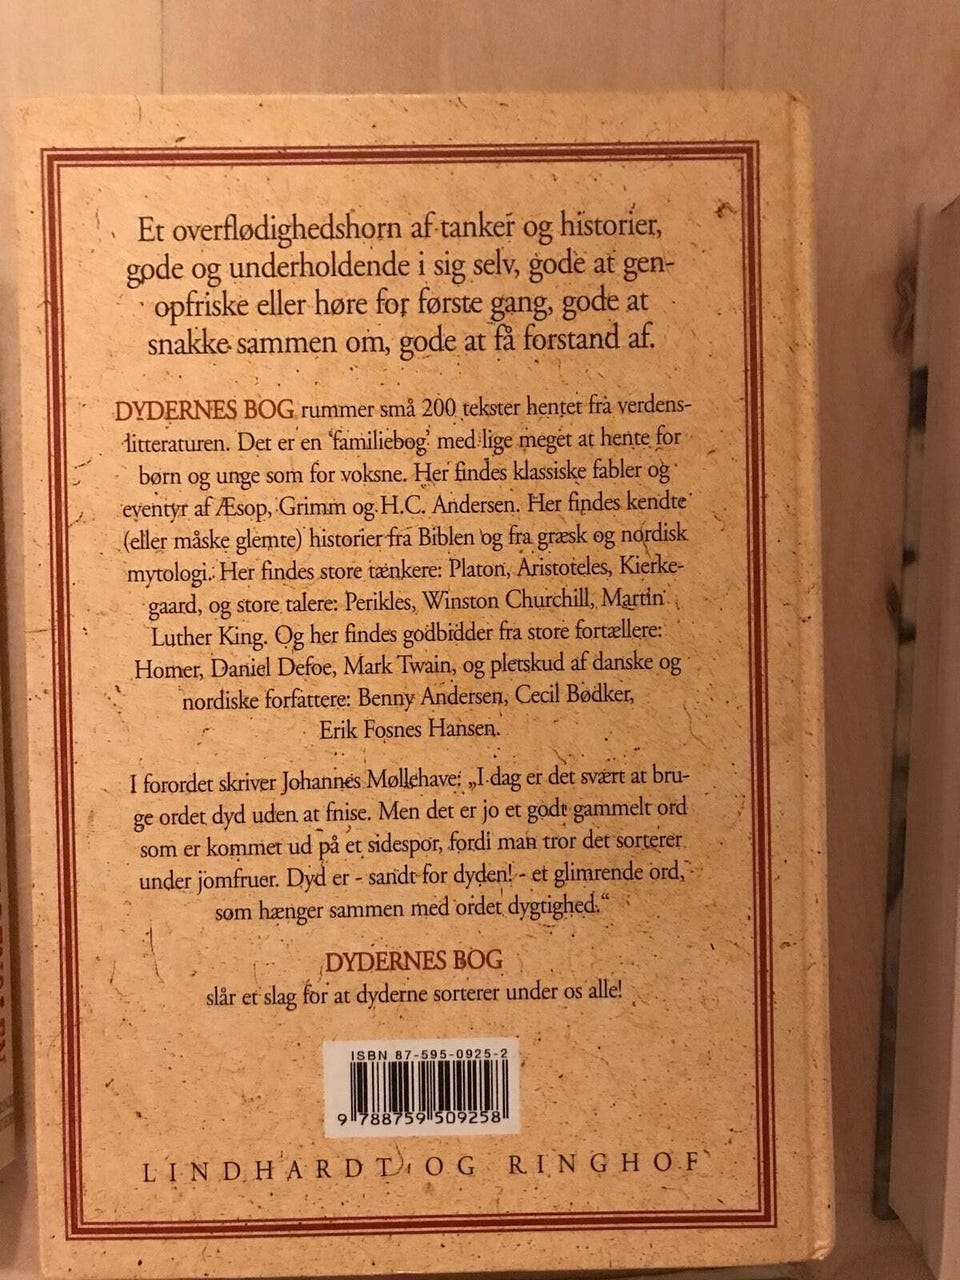 Et overflødighedshorn af tanker og historier,
gode og underholdende i sig selv, gode at gen-
opfriske eller høre for første gang, gode at
snakke sammen om, gode at få forstand af.
DYDERNES BOG rummer små 200 tekster hentet fra verdens-
litteraturen. Det er en 'familiebog' med lige meget at hente for
børn og unge som for voksne. Her findes klassiske fabler og
eventyr af Æsop, Grimm og H.C. Andersen. Her findes kendte
(eller måske glemte) historier fra Biblen og fra græsk og nordisk
mytologi. Her findes store tænkere: Platon, Aristoteles, Kierke-
gaard, og store talere: Perikles, Winston Churchill, Martin
Luther King. Og her findes godbidder fra store fortællere:
Homer, Daniel Defoe, Mark Twain, og pletskud af danske og
nordiske forfattere: Benny Andersen, Cecil Bødker,
Erik Fosnes Hansen.
I forordet skriver Johannes Møllehave: „I dag er det svært at bru-
ge ordet dyd uden at fnise. Men det er jo et godt gammelt ord
som er kommet ud på et sidespor, fordi man tror det sorterer
under jomfruer. Dyd er - sandt for dyden! - et glimrende ord,
som hænger sammen med ordet dygtighed.“
DYDERNES BOG
slår et slag for at dyderne sorterer under os alle!
ISBN 87-595-0925-2
9 788759 509258
LINDHARDT OG RINGHOF